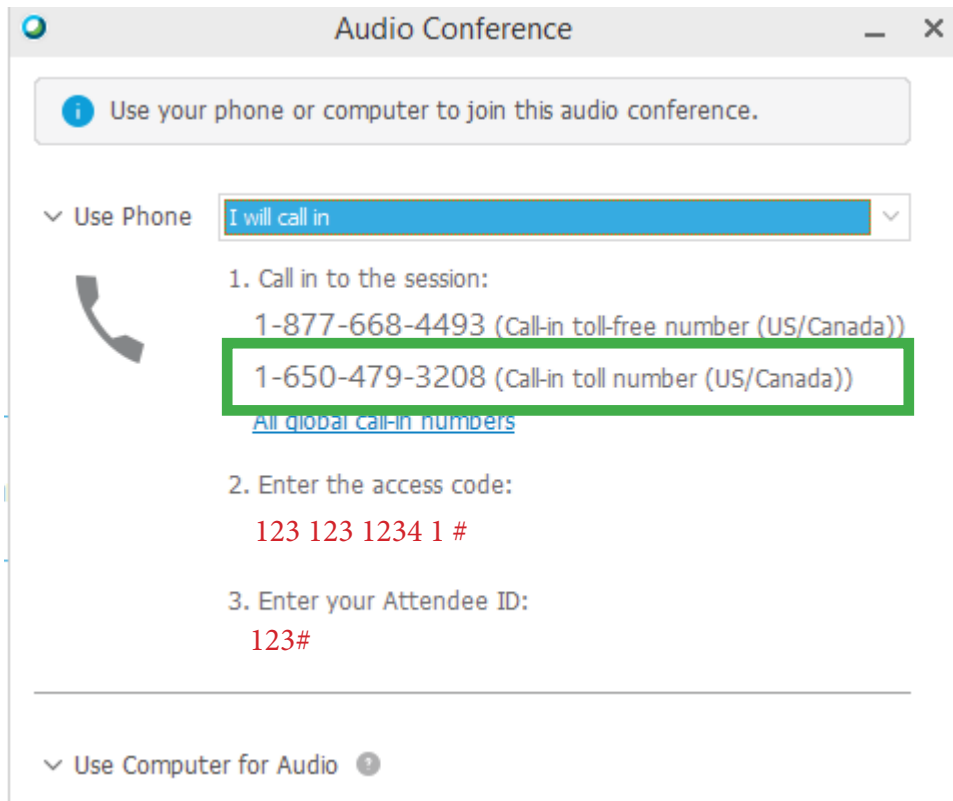 Audio Conference
Use your phone or computer to join this audio conference.
Use Phone
I will call in
1. Call in to the session:
1-877-668-4493 (Call-in toll-free number (US/Canada))
1-650-479-3208 (Call-in toll number (US/Canada))
All global call-in numbers
2. Enter the access code:
123 123 1234 1 #
3. Enter your Attendee ID:
123#
Use Computer for Audio